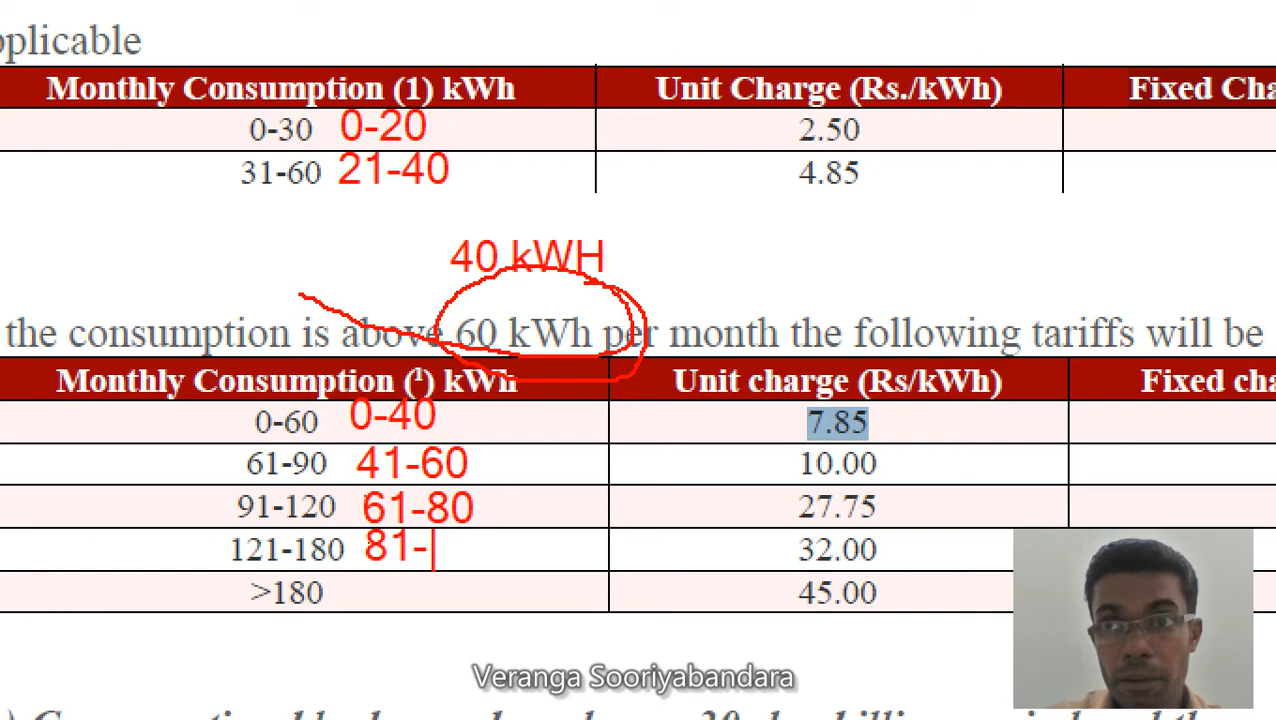 pplicable
Monthly Consumption (1) kWh Unit Charge (Rs./kWh) Fixed Cha
0-30 0-20 2.50
31-60 21-40 4.85
40 kWH
the consumption is above 60 kWh per month the following tariffs will be
Monthly Consumption (¹) kWh Unit charge (Rs/kWh) Fixed cha
0-60 0-40 7.85
61-90 41-60 10.00
91-120 61-80 27.75
121-180 81- 32.00
>180 45.00
Veranga Sooriyabandara